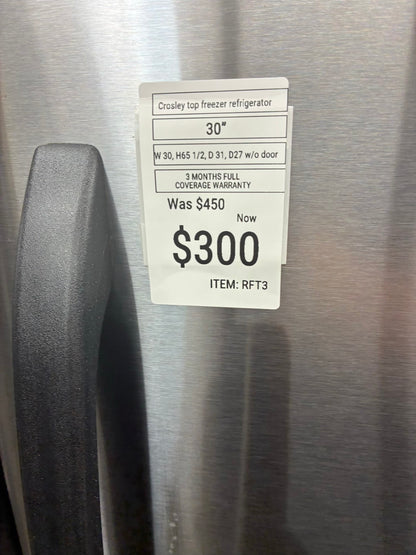 Crosley top freezer refrigerator
30"
W 30, H65 1/2, D 31, D27 w/o door
3 MONTHS FULL
COVERAGE WARRANTY
Was $450
Now
$300
ITEM: RFT3